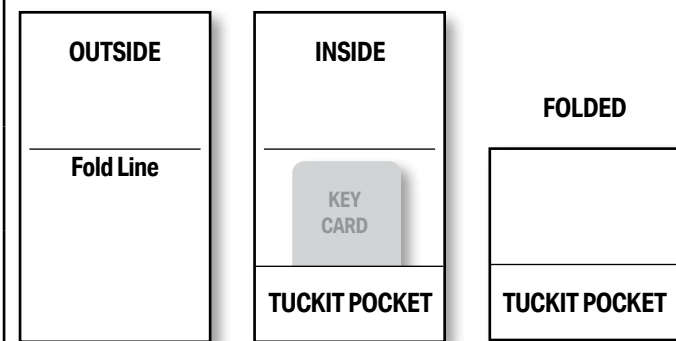 OUTSIDE
Fold Line
INSIDE
KEY
CARD
TUCKIT POCKET
FOLDED
TUCKIT POCKET